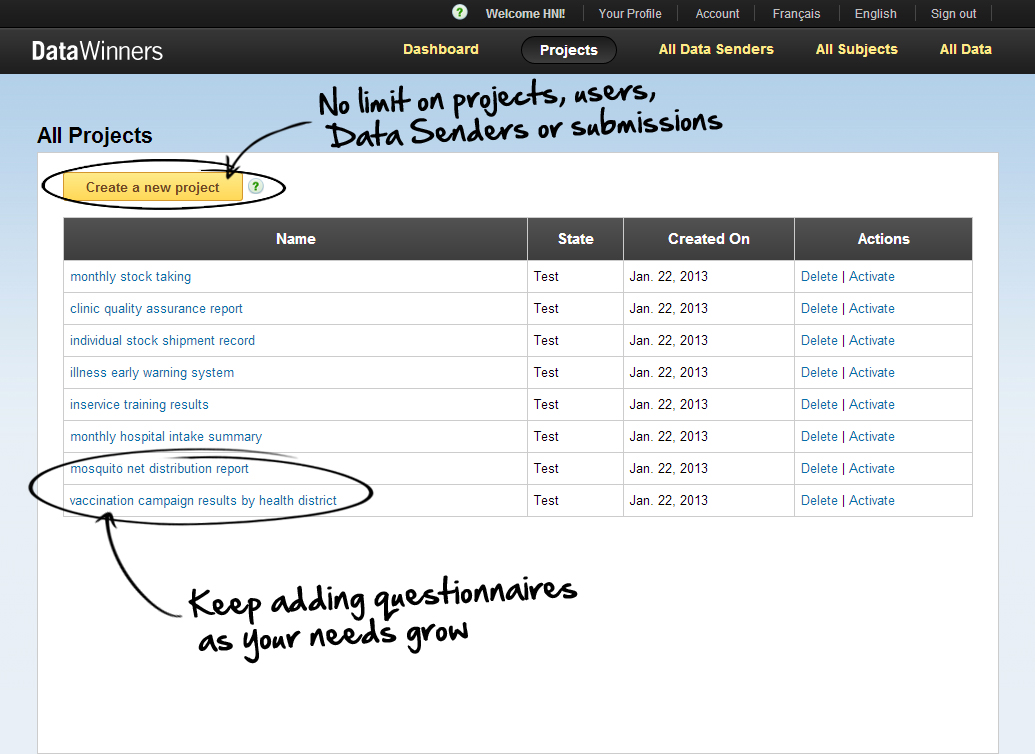 ? Welcome HNI! Your Profile Account Français English Sign out
DataWinners Dashboard Projects All Data Senders All Subjects All Data
No limit on projects, users,
Data Senders or submissions
All Projects
Create a new project ?
Name State Created On Actions
monthly stock taking Test Jan. 22, 2013 Delete | Activate
clinic quality assurance report Test Jan. 22, 2013 Delete | Activate
individual stock shipment record Test Jan. 22, 2013 Delete | Activate
illness early warning system Test Jan. 22, 2013 Delete | Activate
inservice training results Test Jan. 22, 2013 Delete | Activate
monthly hospital intake summary Test Jan. 22, 2013 Delete | Activate
mosquito net distribution report Test Jan. 22, 2013 Delete | Activate
vaccination campaign results by health district Test Jan. 22, 2013 Delete | Activate
Keep adding questionnaires
as your needs grow